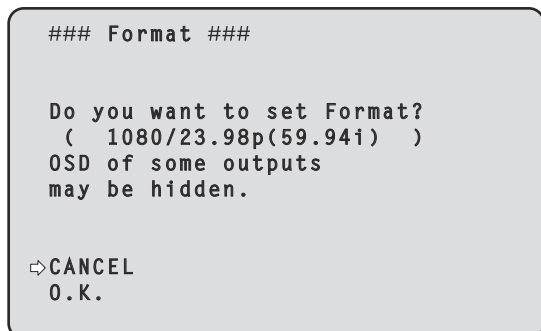 ### Format ###
Do you want to set Format?
( 1080/23.98p(59.94i) )
OSD of some outputs
may be hidden.
⇨CANCEL
O.K.